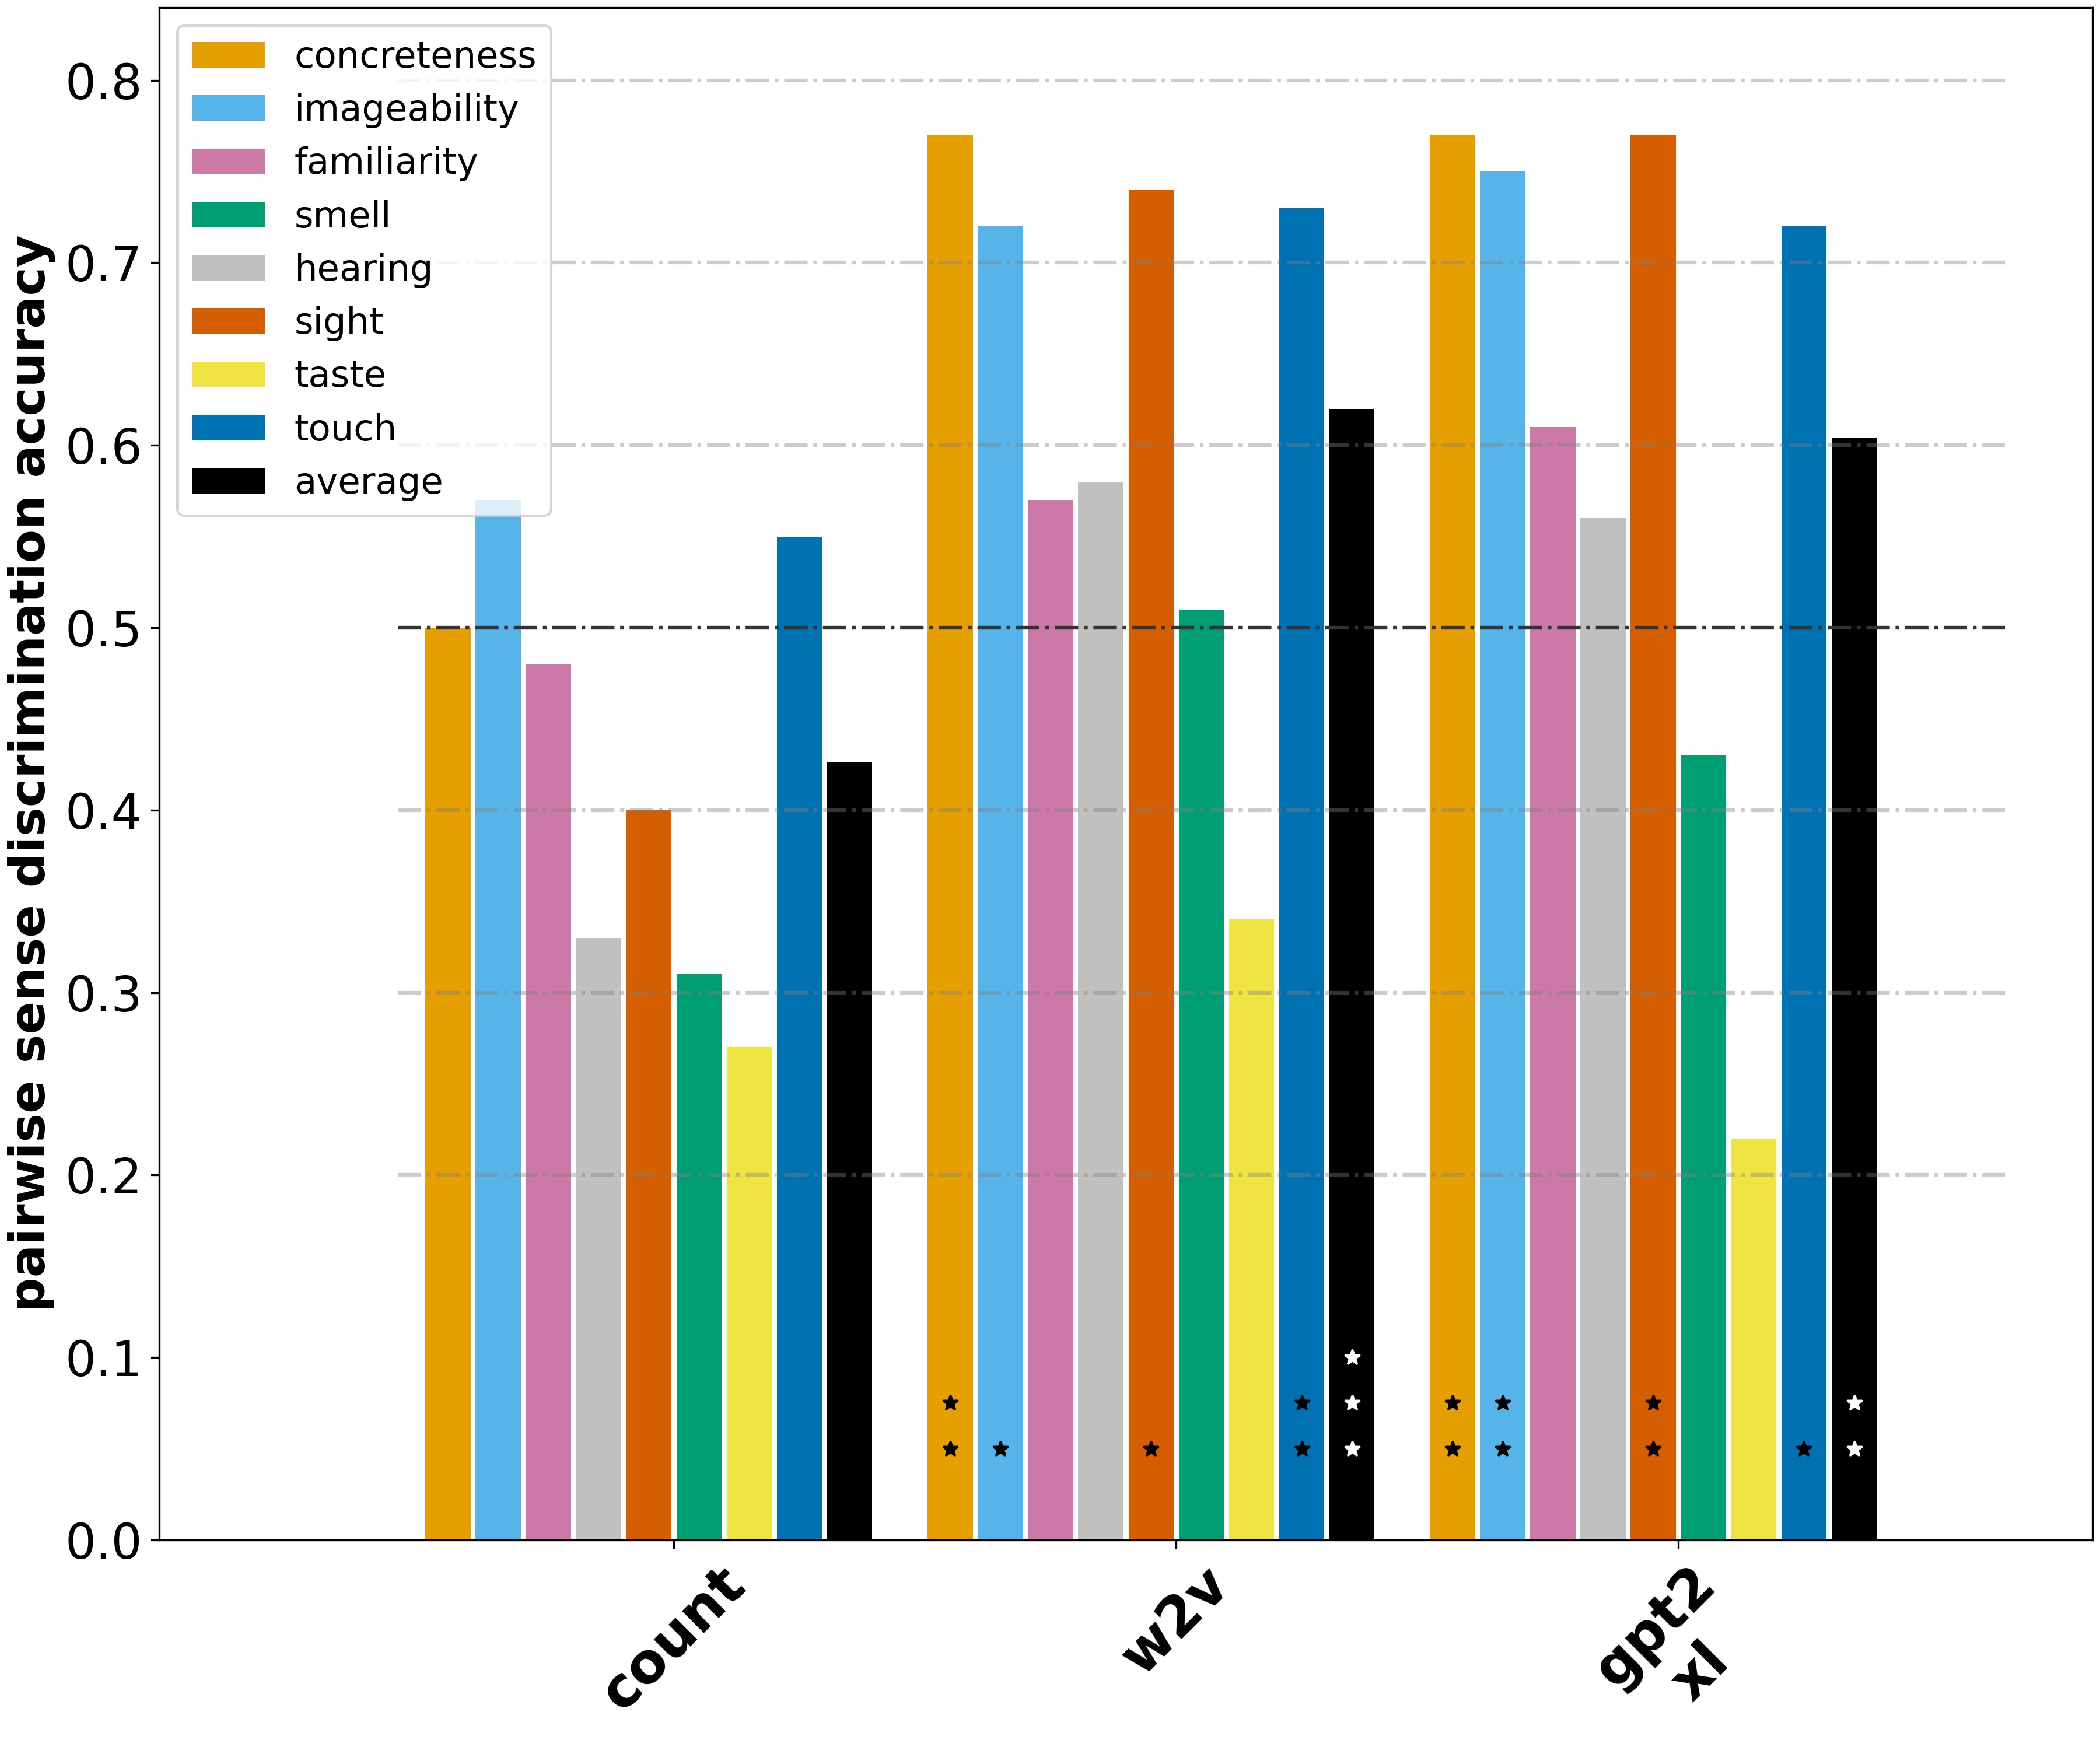 concreteness
imageability
familiarity
smell
hearing
sight
taste
touch
average
pairwise sense discrimination accuracy
0.8
0.7
0.6
0.5
0.4
0.3
0.2
0.1
0.0
count
w2v
gpt2
xl